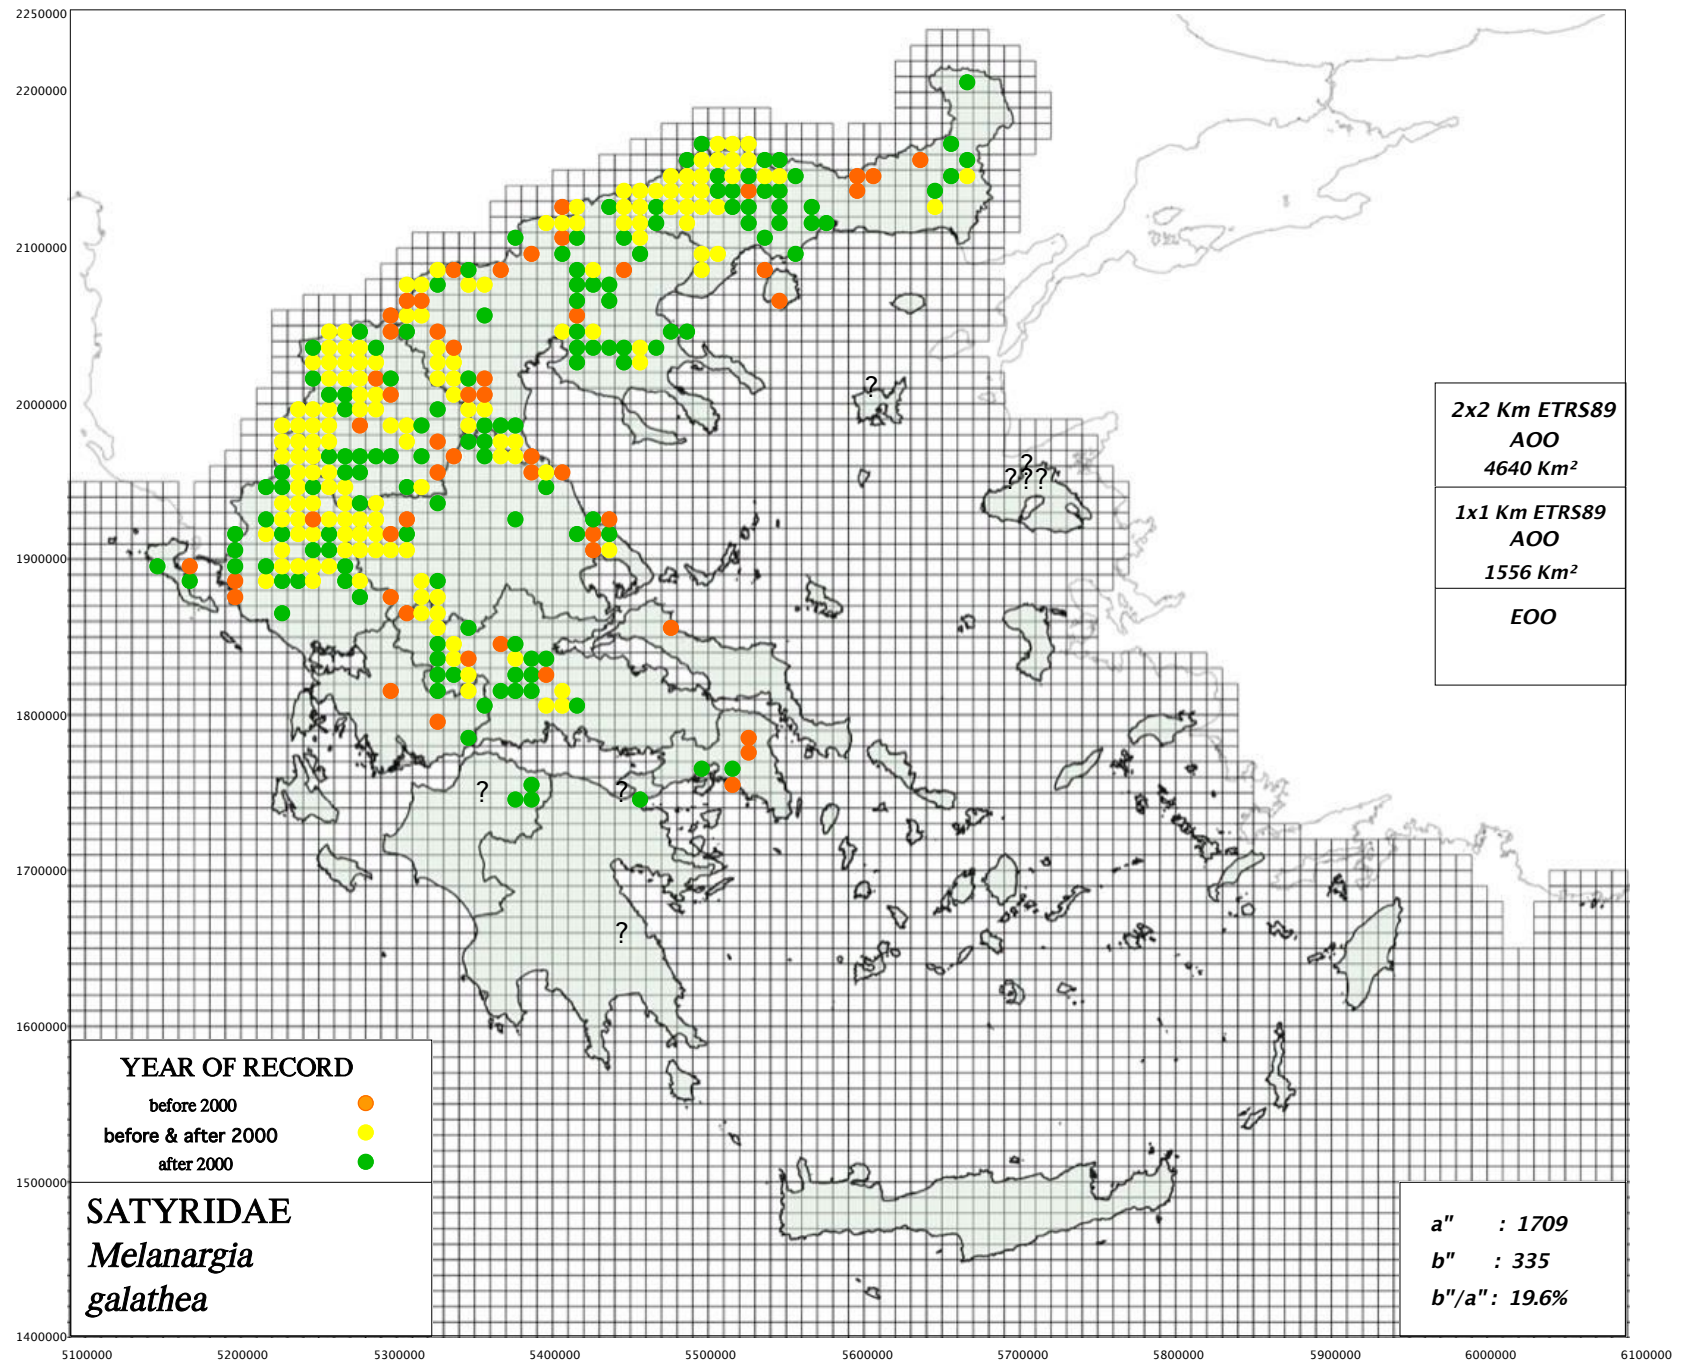 2250000
2200000
2100000
2000000
1900000
1800000
1700000
1600000
1500000
1400000
5100000 5200000 5300000 5400000 5500000 5600000 5700000 5800000 5900000 6000000 6100000
?
?
? ? ?
? ?
?
2x2 Km ETRS89
AOO
4640 Km²
1x1 Km ETRS89
AOO
1556 Km²
EOO
YEAR OF RECORD
before 2000
before & after 2000
after 2000
SATYRIDAE
Melanargia
galathea
a" : 1709
b" : 335
b"/a" : 19.6%